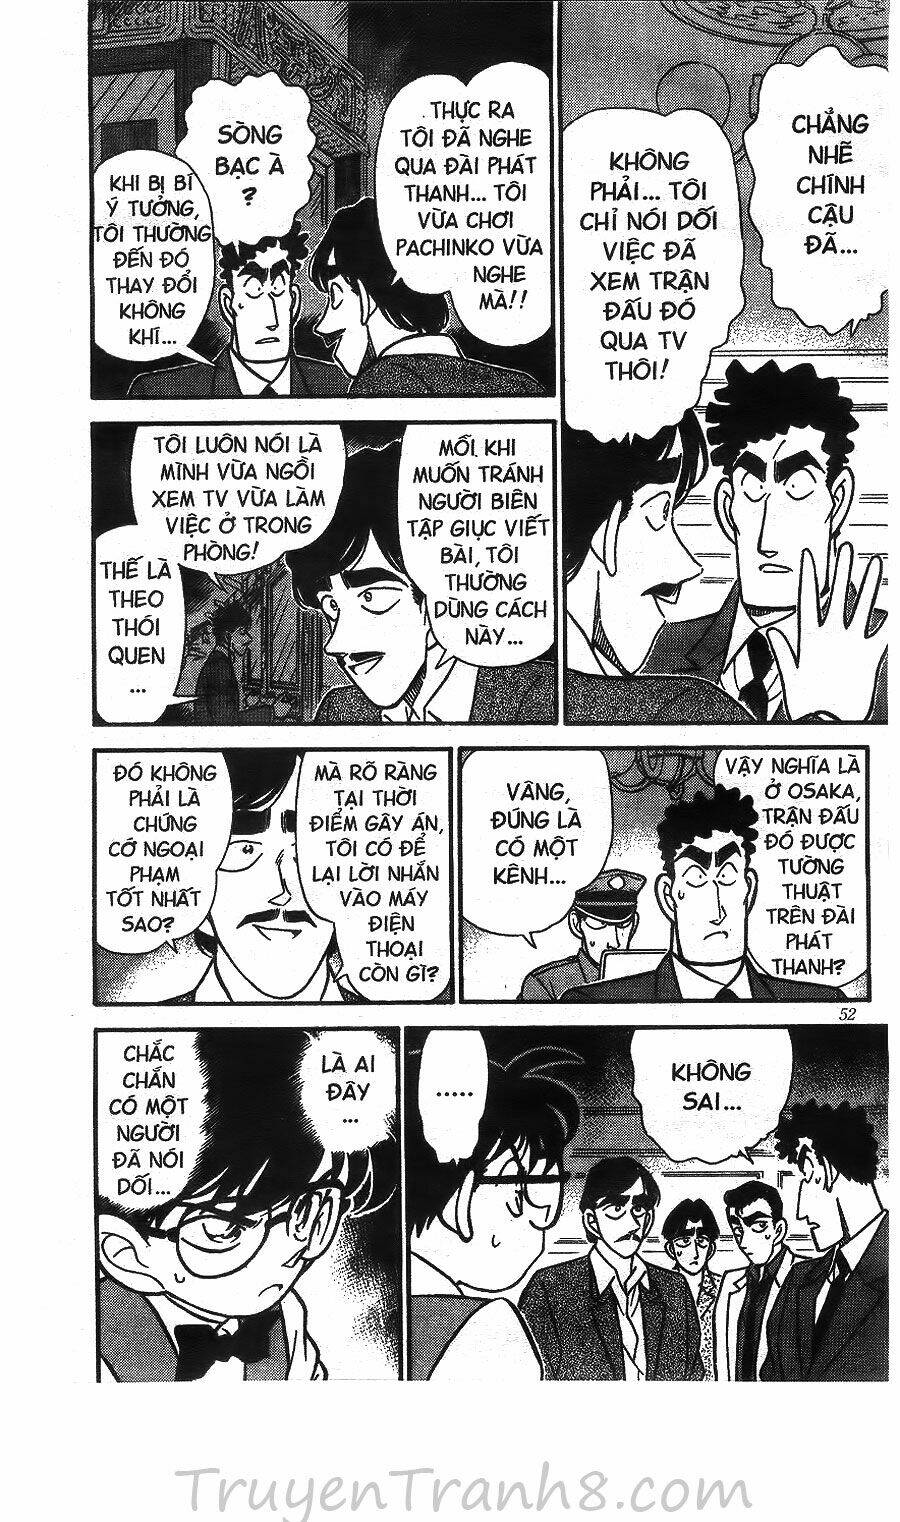 CHẲNG
NHẼ
CHÍNH
CẬU
ĐÃ...
KHÔNG
PHẢI... TÔI
CHỈ NÓI DỐI
VIỆC ĐÃ
XEM TRẬN
ĐẤU ĐÓ
QUA TV
THÔI!
THỰC RA
TÔI ĐÃ NGHE
QUA ĐÀI PHÁT
THANH... TÔI
VỪA CHƠI
PACHINKO VỪA
NGHE
MÀ!!
SÒNG
BẠC À
?
KHI BỊ BÍ
Ý TƯỞNG,
TÔI THƯỜNG
ĐẾN ĐÓ
THAY ĐỔI
KHÔNG
KHÍ...
MỖI KHI
MUỐN TRÁNH
NGƯỜI BIÊN
TẬP GIỤC VIẾT
BÀI, TÔI
THƯỜNG
DÙNG CÁCH
NÀY...
TÔI LUÔN NÓI LÀ
MÌNH VỪA NGỒI
XEM TV VỪA LÀM
VIỆC Ở TRONG
PHÒNG!
THẾ LÀ
THEO
THÓI
QUEN
...
VẬY NGHĨA LÀ
Ở OSAKA,
TRẬN ĐẤU
ĐÓ ĐƯỢC
TƯỜNG
THUẬT
TRÊN ĐÀI
PHÁT
THANH?
VÂNG,
ĐÚNG LÀ
CÓ MỘT
KÊNH...
MÀ RÕ RÀNG
TẠI THỜI
ĐIỂM GÂY ÁN,
TÔI CÓ ĐỂ
LẠI LỜI NHẮN
VÀO MÁY
ĐIỆN
THOẠI
CÒN GÌ?
ĐÓ KHÔNG
PHẢI LÀ
CHỨNG
CỚ NGOẠI
PHẠM
TỐT NHẤT
SAO?
52
KHÔNG
SAI...
.....
LÀ AI
ĐÂY
...
CHẮC
CHẮN
CÓ MỘT
NGƯỜI
ĐÃ NÓI
DỐI...
TruyenTranh8.com